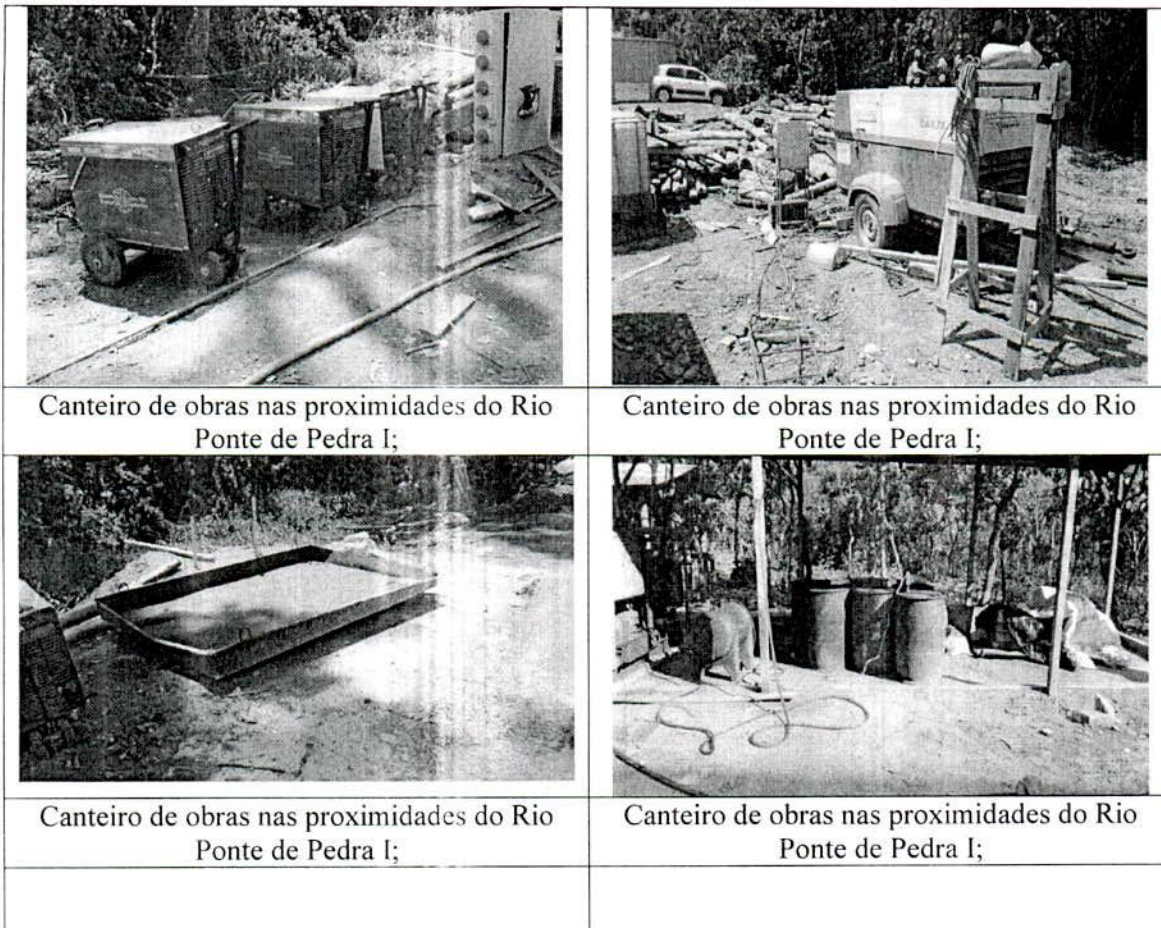 Canteiro de obras nas proximidades do Rio
Ponte de Pedra I;
Canteiro de obras nas proximidades do Rio
Ponte de Pedra I;
Canteiro de obras nas proximidades do Rio
Ponte de Pedra I;
Canteiro de obras nas proximidades do Rio
Ponte de Pedra I;